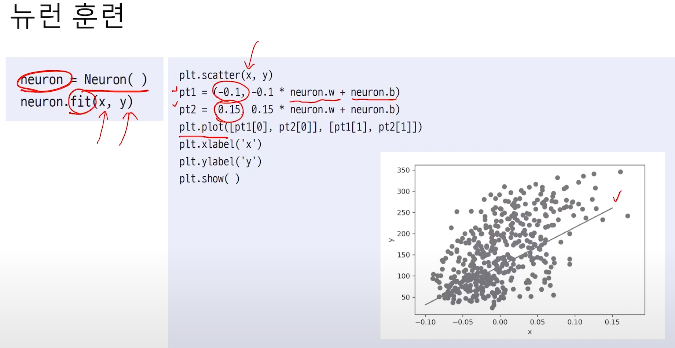 뉴런 훈련
neuron = Neuron( )
neuron.fit(x, y)
plt.scatter(x, y)
pt1 = (-0.1, -0.1 * neuron.w + neuron.b)
pt2 = (0.15, 0.15 * neuron.w + neuron.b)
plt.plot([pt1[0], pt2[0]], [pt1[1], pt2[1]])
plt.xlabel('x')
plt.ylabel('y')
plt.show( )
350
300
250
200
150
100
50
y
-0.10 -0.05 0.00 0.05 0.10 0.15
x